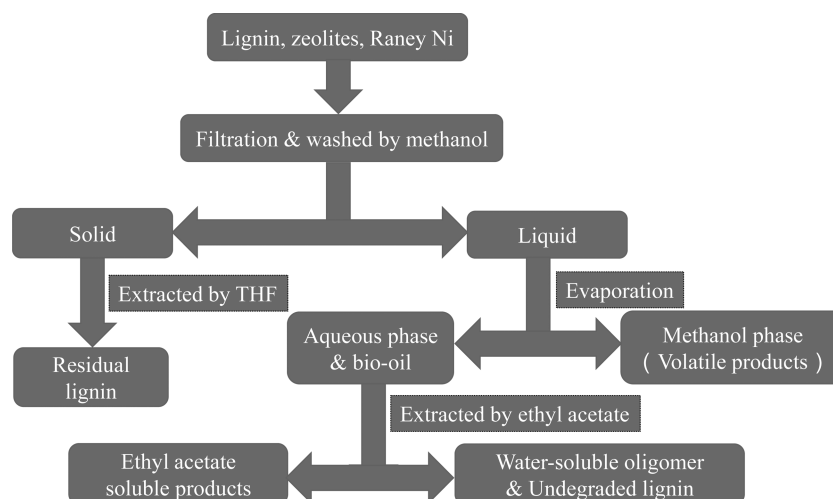 Lignin, zeolites, Raney Ni
Filtration & washed by methanol
Solid
Liquid
Extracted by THF
Evaporation
Residual
lignin
Aqueous phase
& bio-oil
Methanol phase
( Volatile products )
Extracted by ethyl acetate
Ethyl acetate
soluble products
Water-soluble oligomer
& Undegraded lignin